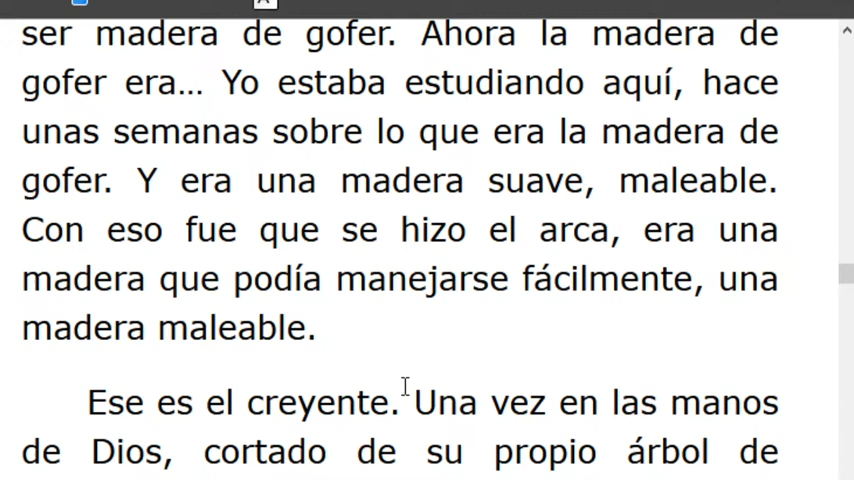 ser madera de gofer. Ahora la madera de
gofer era... Yo estaba estudiando aquí, hace
unas semanas sobre lo que era la madera de
gofer. Y era una madera suave, maleable.
Con eso fue que se hizo el arca, era una
madera que podía manejarse fácilmente, una
madera maleable.
Ese es el creyente. Una vez en las manos
de Dios, cortado de su propio árbol de